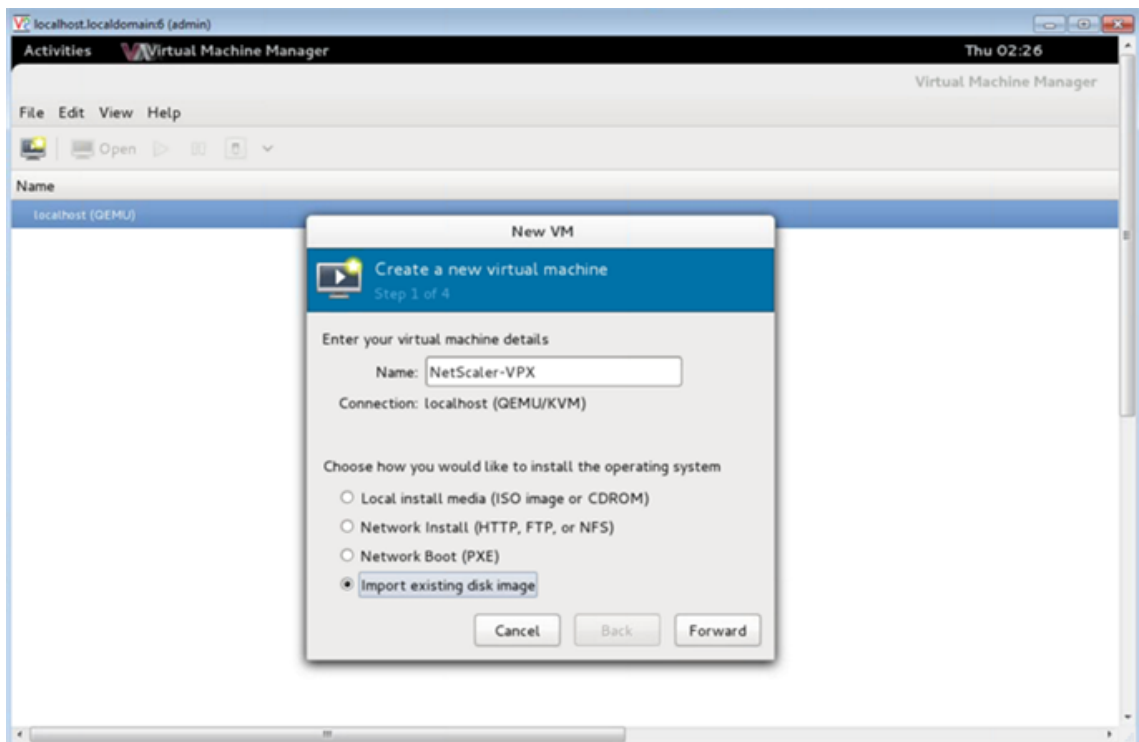 localhost.localdomain:6 (admin)
Activities Virtual Machine Manager Thu 02:26
Virtual Machine Manager
File Edit View Help
Open
Name
localhost (QEMU)
New VM
Create a new virtual machine
Step 1 of 4
Enter your virtual machine details
Name: NetScaler-VPX
Connection: localhost (QEMU/KVM)
Choose how you would like to install the operating system
Local install media (ISO image or CDROM)
Network Install (HTTP, FTP, or NFS)
Network Boot (PXE)
Import existing disk image
Cancel Back Forward